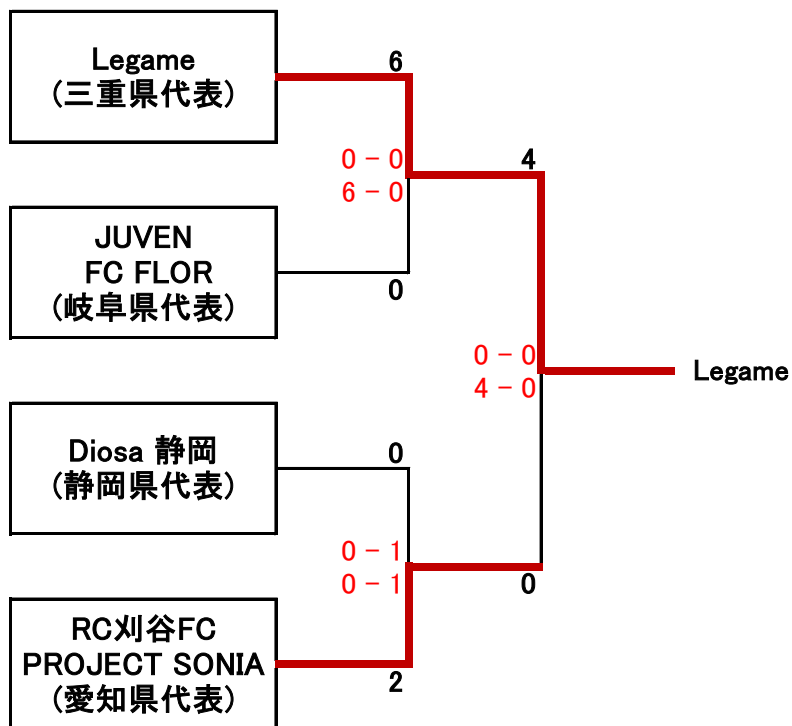 Legame
(三重県代表)
6
0 - 0
6 - 0
4
JUVEN
FC FLOR
(岐阜県代表)
0
0 - 0
4 - 0
Legame
Diosa 静岡
(静岡県代表)
0
0 - 1
0 - 1
0
RC刈谷FC
PROJECT SONIA
(愛知県代表)
2